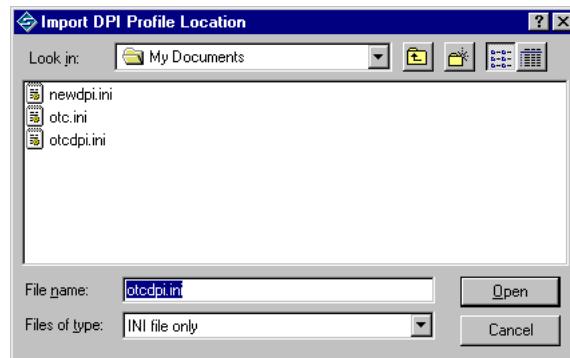 Import DPI Profile Location
Look in: My Documents
newdpi.ini
otc.ini
otcdpi.ini
File name: otcdpi.ini Open
Files of type: INI file only Cancel